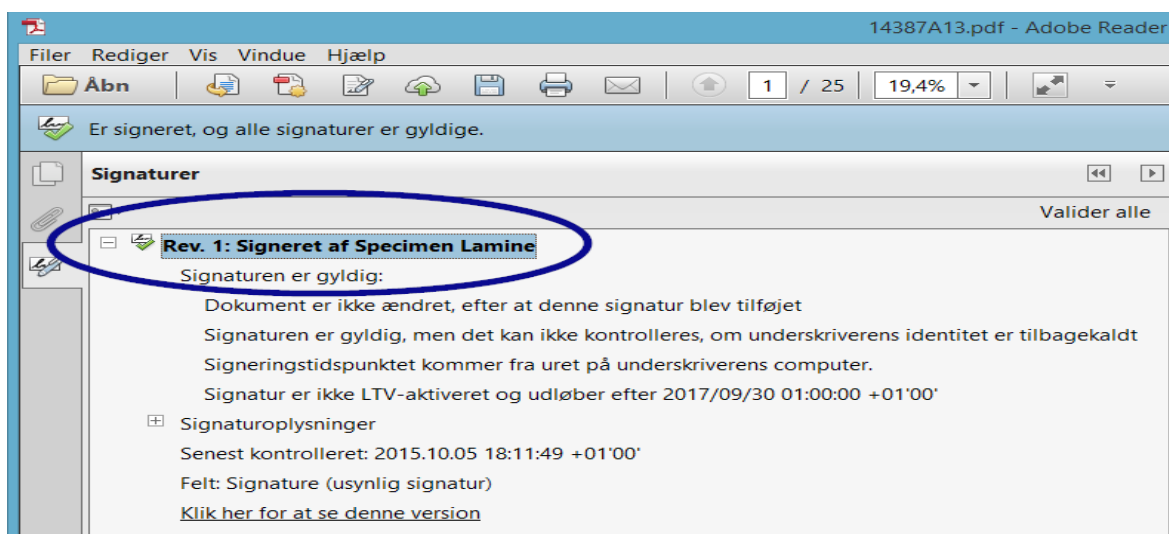 14387A13.pdf - Adobe Reader
Filer Rediger Vis Vindue Hjælp
Åbn 1 / 25 19,4%
Er signeret, og alle signaturer er gyldige.
Signaturer
Valider alle
Rev. 1: Signeret af Specimen Lamine
Signaturen er gyldig:
Dokument er ikke ændret, efter at denne signatur blev tilføjet
Signaturen er gyldig, men det kan ikke kontrolleres, om underskriverens identitet er tilbagekaldt
Signeringstidspunktet kommer fra uret på underskriverens computer.
Signatur er ikke LTV-aktiveret og udløber efter 2017/09/30 01:00:00 +01'00'
Signaturoplysninger
Senest kontrolleret: 2015.10.05 18:11:49 +01'00'
Felt: Signature (usynlig signatur)
Klik her for at se denne version